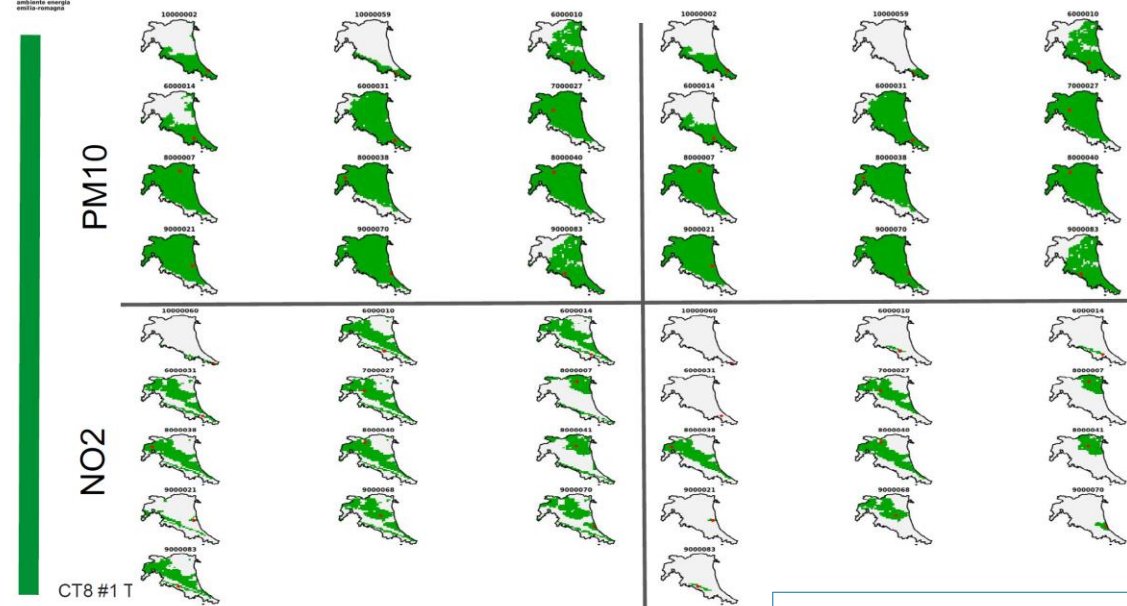 ambiente energia
emilia-romagna
10000002 10000059 6000010 10000002 10000059 6000010
6000014 6000031 7000027 6000014 6000031 7000027
8000007 8000038 8000040 8000007 8000038 8000040
9000021 9000070 9000083 9000021 9000070 9000083
PM10
10000060 6000010 6000014 10000060 6000010 6000014
6000031 7000027 8000007 6000031 7000027 8000007
8000038 8000040 8000041 8000038 8000040 8000041
9000021 9000068 9000070 9000021 9000068 9000070
9000083 9000083
NO2
CT8 #1 T